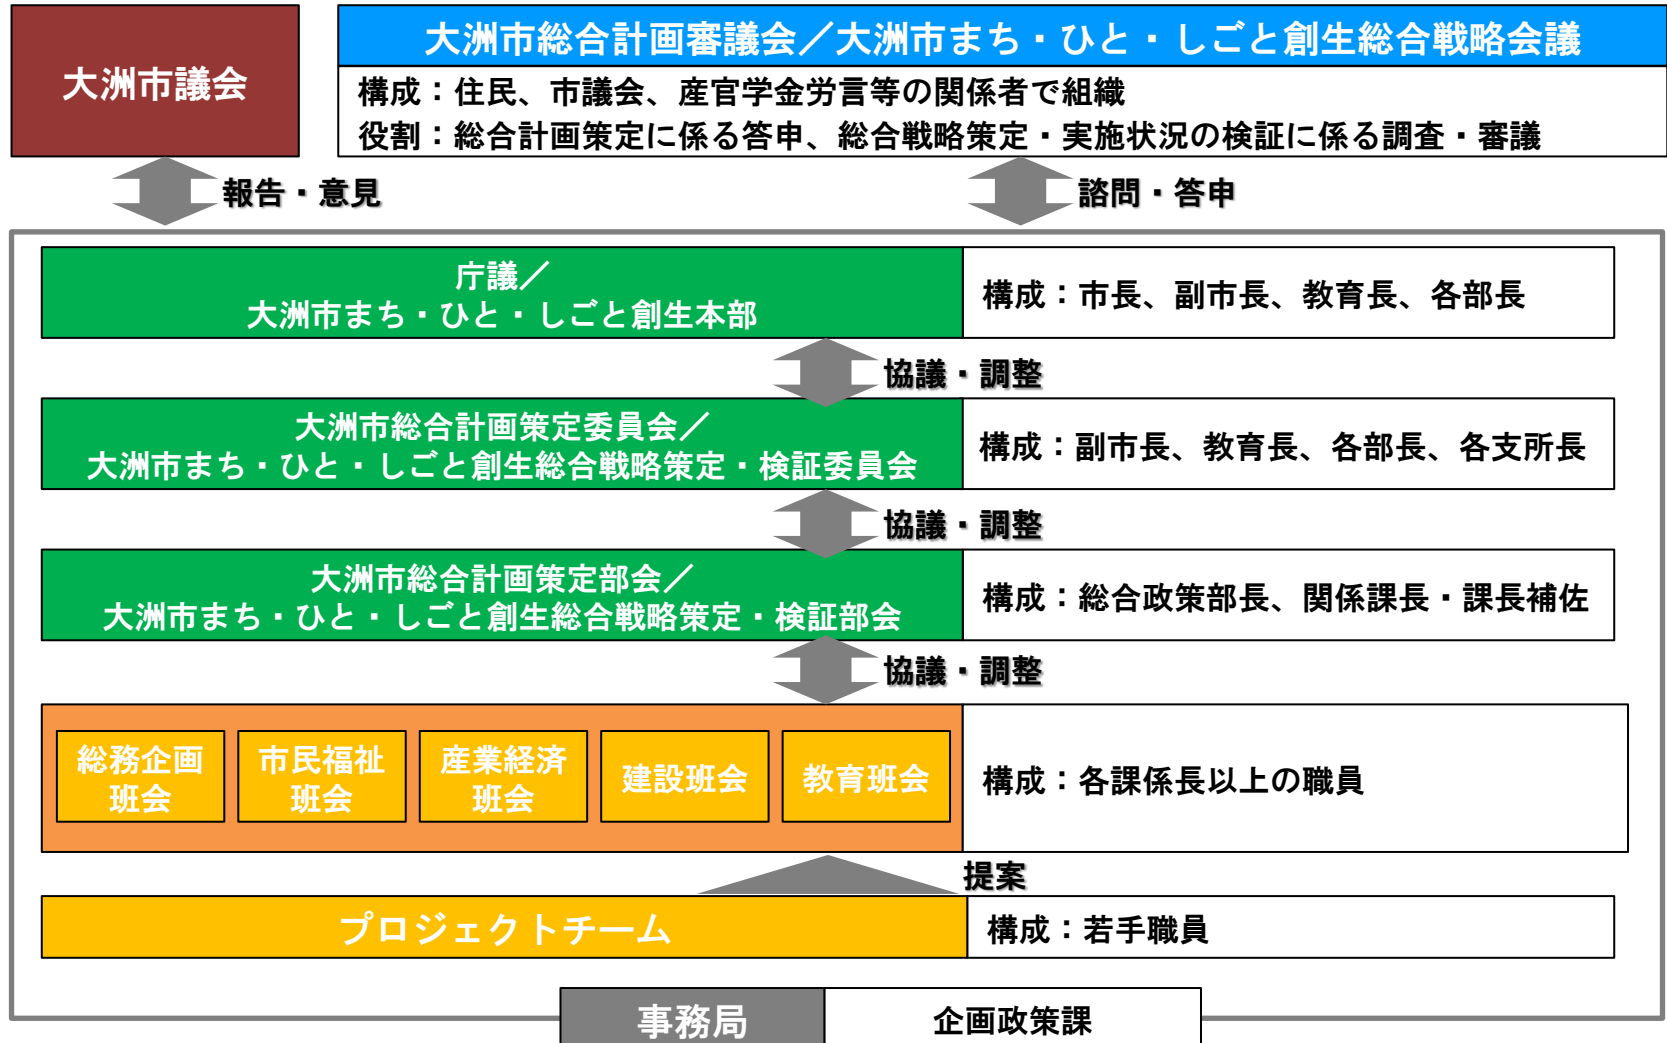 大洲市議会
大洲市総合計画審議会／大洲市まち・ひと・しごと創生総合戦略会議
構成：住民、市議会、産官学金労言等の関係者で組織
役割：総合計画策定に係る答申、総合戦略策定・実施状況の検証に係る調査・審議
報告・意見
諮問・答申
庁議／
大洲市まち・ひと・しごと創生本部
構成：市長、副市長、教育長、各部長
協議・調整
大洲市総合計画策定委員会／
大洲市まち・ひと・しごと創生総合戦略策定・検証委員会
構成：副市長、教育長、各部長、各支所長
協議・調整
大洲市総合計画策定部会／
大洲市まち・ひと・しごと創生総合戦略策定・検証部会
構成：総合政策部長、関係課長・課長補佐
協議・調整
総務企画
班会
市民福祉
班会
産業経済
班会
建設班会
教育班会
構成：各課係長以上の職員
提案
プロジェクトチーム
構成：若手職員
事務局
企画政策課